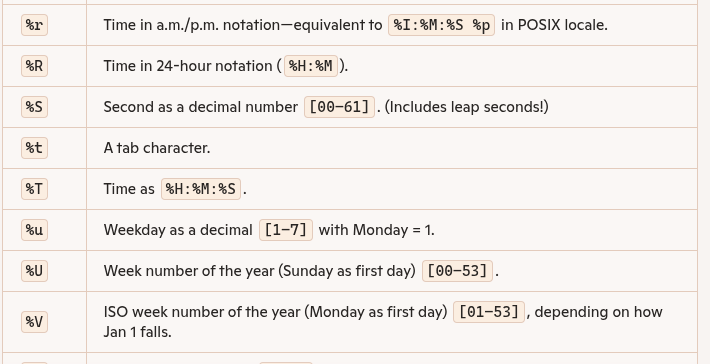 %r Time in a.m./p.m. notation—equivalent to %I:%M:%S %p in POSIX locale.
%R Time in 24-hour notation (%H:%M).
%S Second as a decimal number [00–61]. (Includes leap seconds!)
%t A tab character.
%T Time as %H:%M:%S.
%u Weekday as a decimal [1–7] with Monday = 1.
%U Week number of the year (Sunday as first day) [00–53].
%V ISO week number of the year (Monday as first day) [01–53], depending on how
Jan 1 falls.